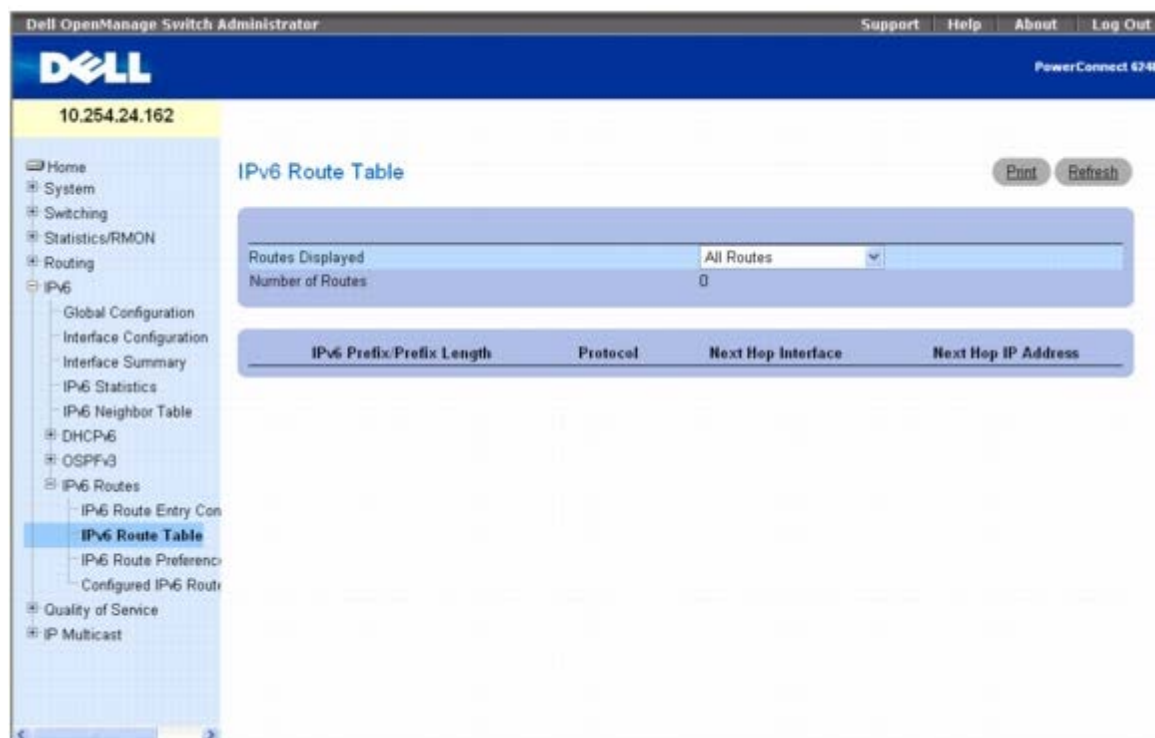 Dell OpenManage Switch Administrator
Support Help About Log Out
DELL
PowerConnect 624
10.254.24.162
Home
System
Switching
Statistics/RMON
Routing
IPv6
Global Configuration
Interface Configuration
Interface Summary
IPv6 Statistics
IPv6 Neighbor Table
DHCPv6
OSPFv3
IPv6 Routes
IPv6 Route Entry Con
IPv6 Route Table
IPv6 Route Preferenc
Configured IPv6 Rout
Quality of Service
IP Multicast
IPv6 Route Table
Print Refresh
Routes Displayed All Routes
Number of Routes 0
IPv6 Prefix/Prefix Length Protocol Next Hop Interface Next Hop IP Address